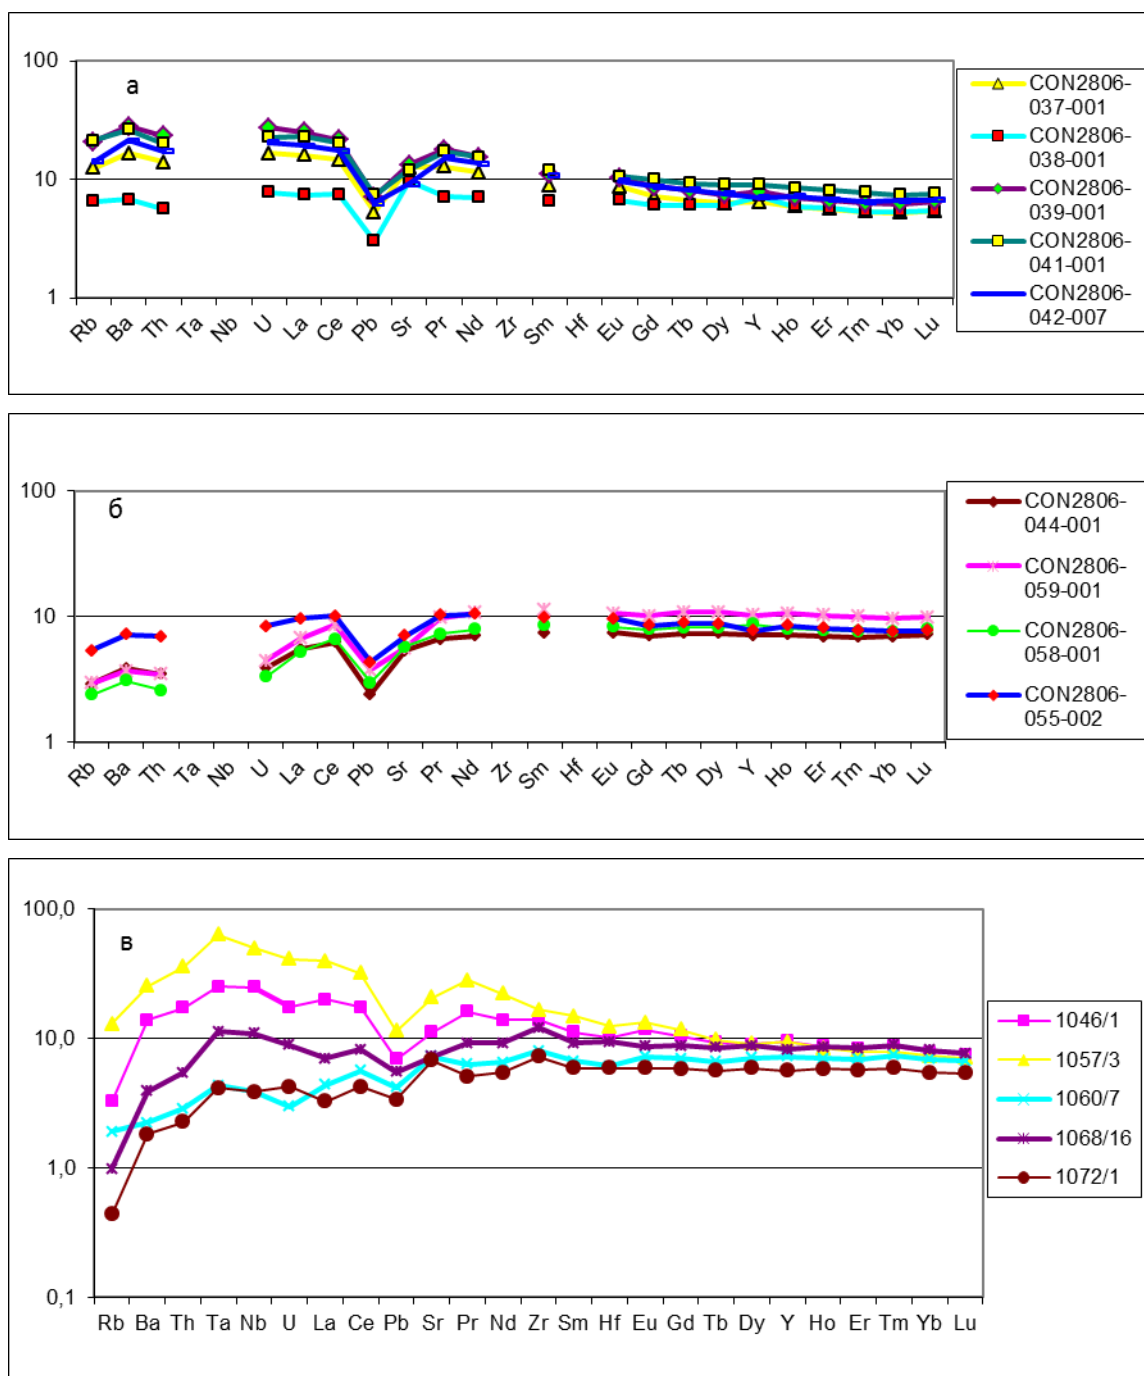 100
10
1
а
Rb Ba Th Ta Nb U La Ce Pb Sr Pr Nd Zr Sm Hf Eu Gd Tb Dy Y Ho Er Tm Yb Lu
CON2806-
037-001
CON2806-
038-001
CON2806-
039-001
CON2806-
041-001
CON2806-
042-007
100
10
1
б
Rb Ba Th Ta Nb U La Ce Pb Sr Pr Nd Zr Sm Hf Eu Gd Tb Dy Y Ho Er Tm Yb Lu
CON2806-
044-001
CON2806-
059-001
CON2806-
058-001
CON2806-
055-002
100,0
10,0
1,0
0,1
в
Rb Ba Th Ta Nb U La Ce Pb Sr Pr Nd Zr Sm Hf Eu Gd Tb Dy Y Ho Er Tm Yb Lu
1046/1
1057/3
1060/7
1068/16
1072/1